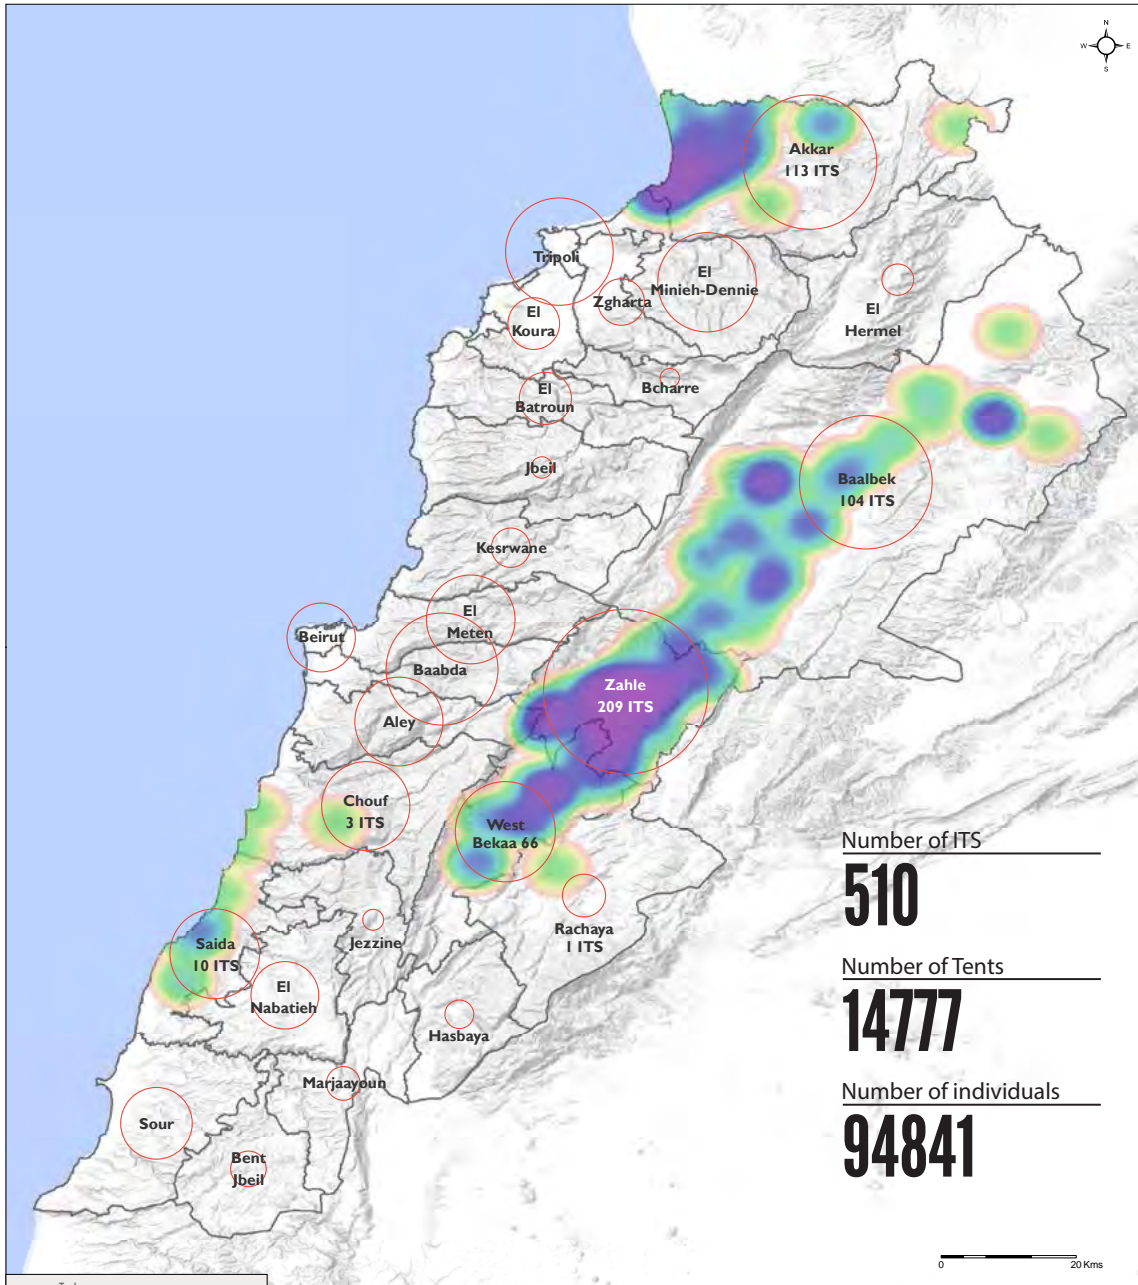 N
W
E
S
Akkar
113 ITS
Tripoli
El
Minieh-Dennie
Zgharta
El
Koura
El
Hermel
Bcharre
El
Batroun
Jbeil
Baalbek
104 ITS
Kesrwane
El
Meten
Beirut
Baabda
Zahle
209 ITS
Aley
Chouf
3 ITS
West
Bekaa 66
Number of ITS
510
Rachaya
1 ITS
Jezzine
Saida
10 ITS
Number of Tents
14777
El
Nabatieh
Hasbaya
Marjaayoun
Number of individuals
94841
Sour
Bent
Jbeil
0
20 Kms